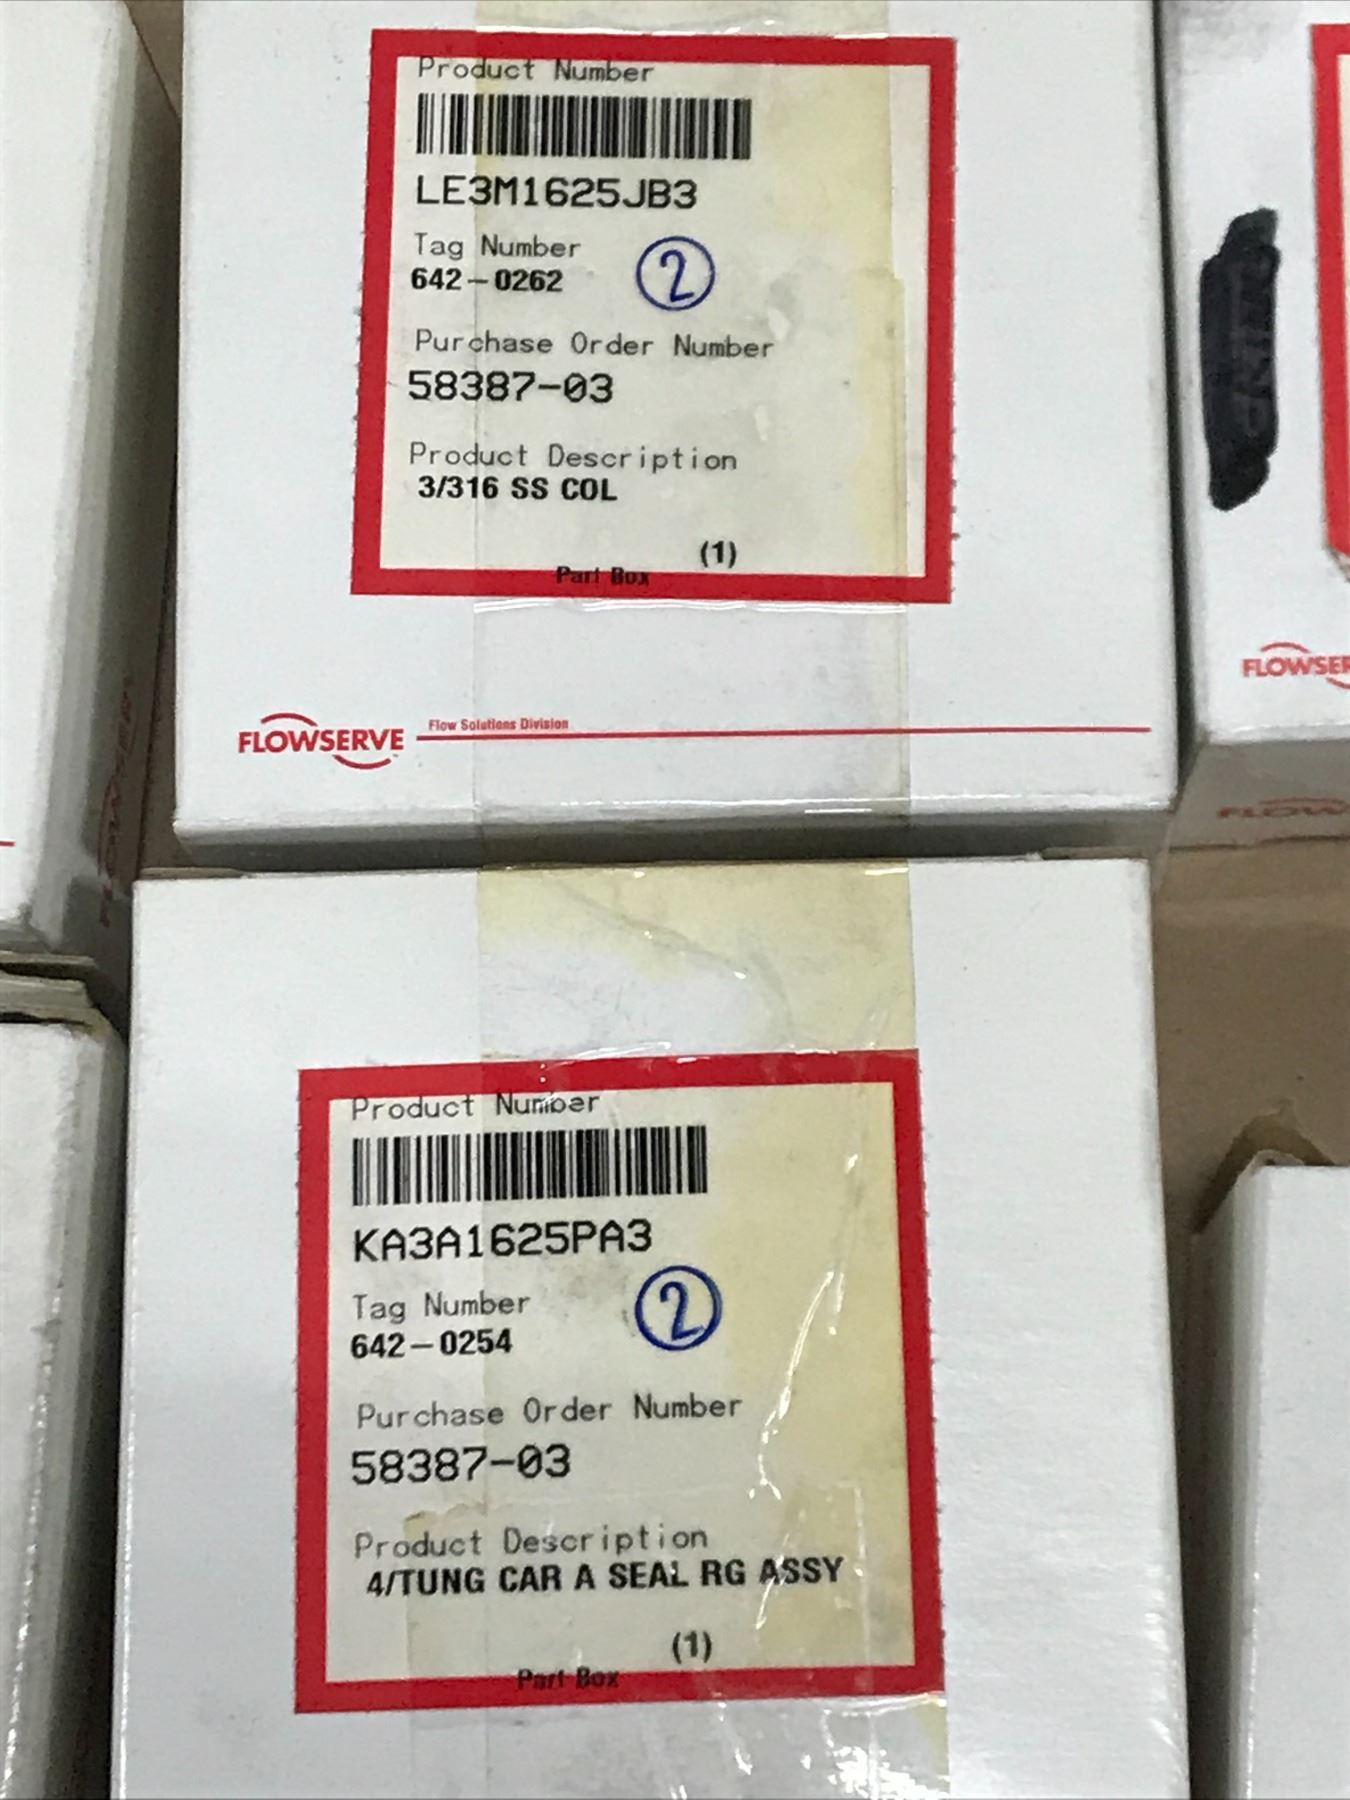 Product Number
LE3M1625JB3
Tag Number
642-0262
2
Purchase Order Number
58387-03
Product Description
3/316 SS COL
(1)
Part Box
FLOWSERVE
Flow Solutions Division
FLOWSER
FLOWS
Product Number
KA3A1625PA3
Tag Number
642-0254
2
Purchase Order Number
58387-03
Product Description
4/TUNG CAR A SEAL RG ASSY
(1)
Part Box